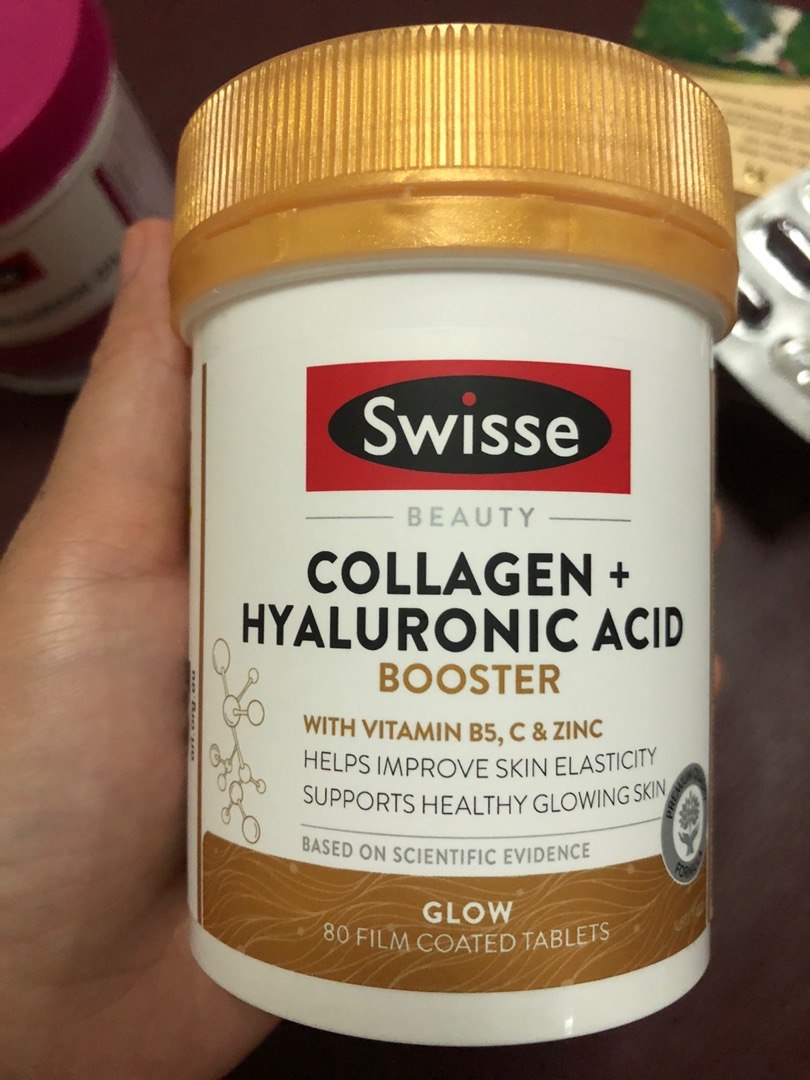 Swisse
BEAUTY
COLLAGEN +
HYALURONIC ACID
BOOSTER
WITH VITAMIN B5, C & ZINC
HELPS IMPROVE SKIN ELASTICITY
SUPPORTS HEALTHY GLOWING SKIN
PREMIUM
BASED ON SCIENTIFIC EVIDENCE
GLOW
80 FILM COATED TABLETS